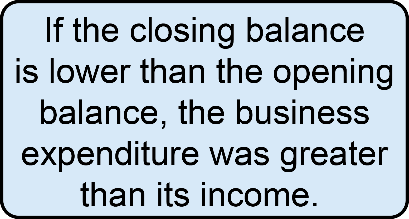 If the closing balance
is lower than the opening
balance, the business
expenditure was greater
than its income.